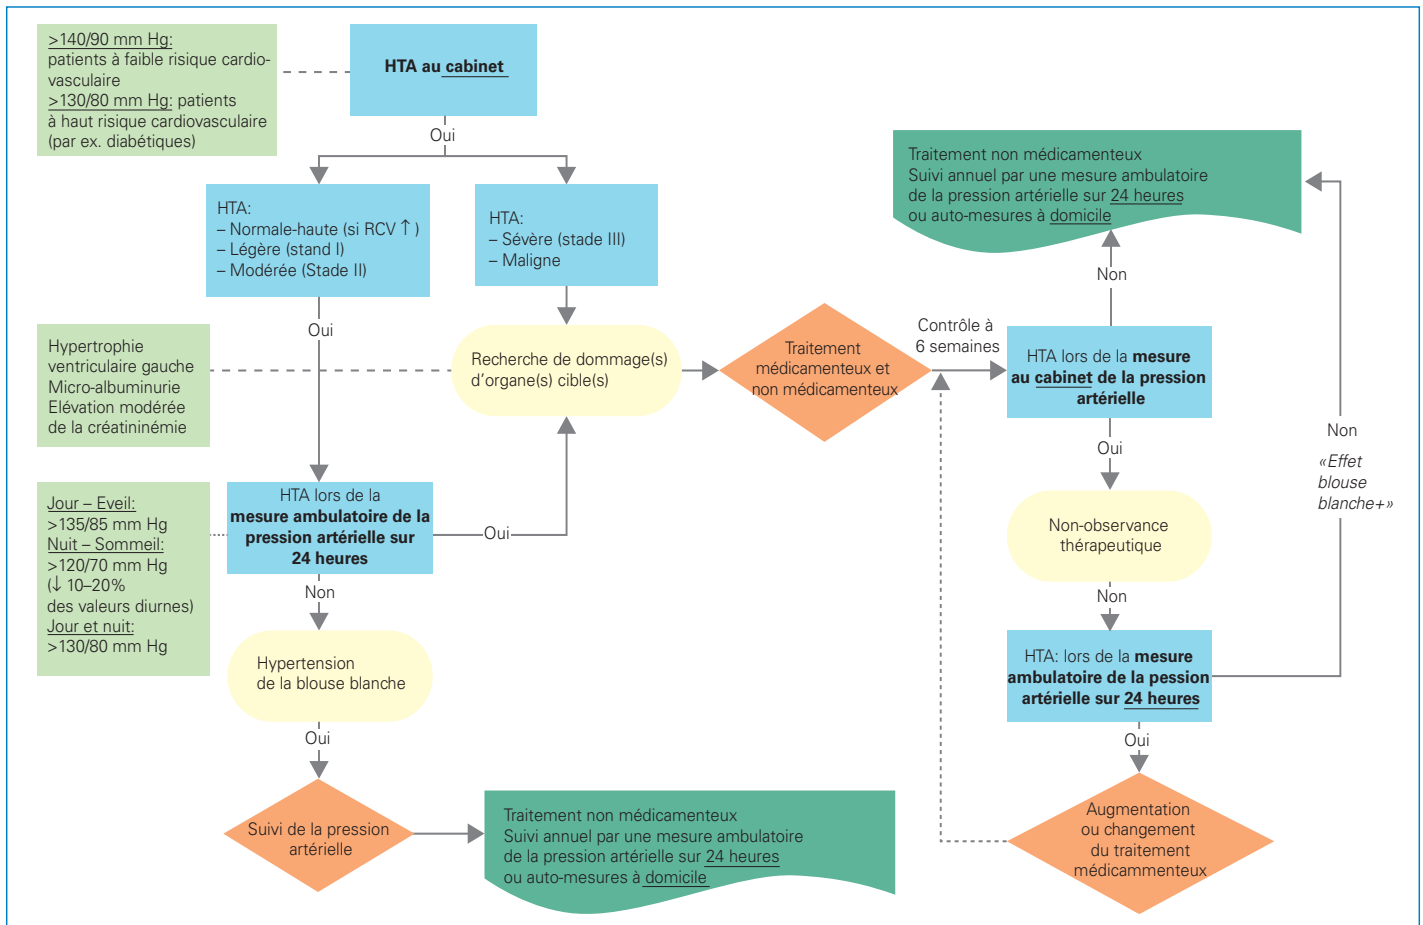 >140/90 mm Hg:
patients à faible risque cardio-
vasculaire
>130/80 mm Hg: patients
à haut risque cardiovasculaire
(par ex. diabétiques)
HTA au cabinet
Oui
HTA:
– Normale-haute (si RCV ↑ )
– Légère (stand I)
– Modérée (Stade II)
HTA:
– Sévère (stade III)
– Maligne
Oui
Hypertrophie
ventriculaire gauche
Micro-albuminurie
Elévation modérée
de la créatininémie
Recherche de dommage(s)
d'organe(s) cible(s)
Traitement
médicamenteux et
non médicamenteux
Contrôle à
6 semaines
Jour – Eveil:
>135/85 mm Hg
Nuit – Sommeil:
>120/70 mm Hg
(↓ 10–20%
des valeurs diurnes)
Jour et nuit:
>130/80 mm Hg
HTA lors de la
mesure ambulatoire de la
pression artérielle sur
24 heures
Oui
Non
Hypertension
de la blouse blanche
Oui
Suivi de la pression
artérielle
Traitement non médicamenteux
Suivi annuel par une mesure ambulatoire
de la pression artérielle sur 24 heures
ou auto-mesures à domicile
Traitement non médicamenteux
Suivi annuel par une mesure ambulatoire
de la pression artérielle sur 24 heures
ou auto-mesures à domicile
Non
HTA lors de la mesure
au cabinet de la pression
artérielle
Oui
Non-observance
thérapeutique
Non
HTA: lors de la mesure
ambulatoire de la pession
artérielle sur 24 heures
Non
«Effet
blouse
blanche+»
Oui
Augmentation
ou changement
du traitement
médicammenteux